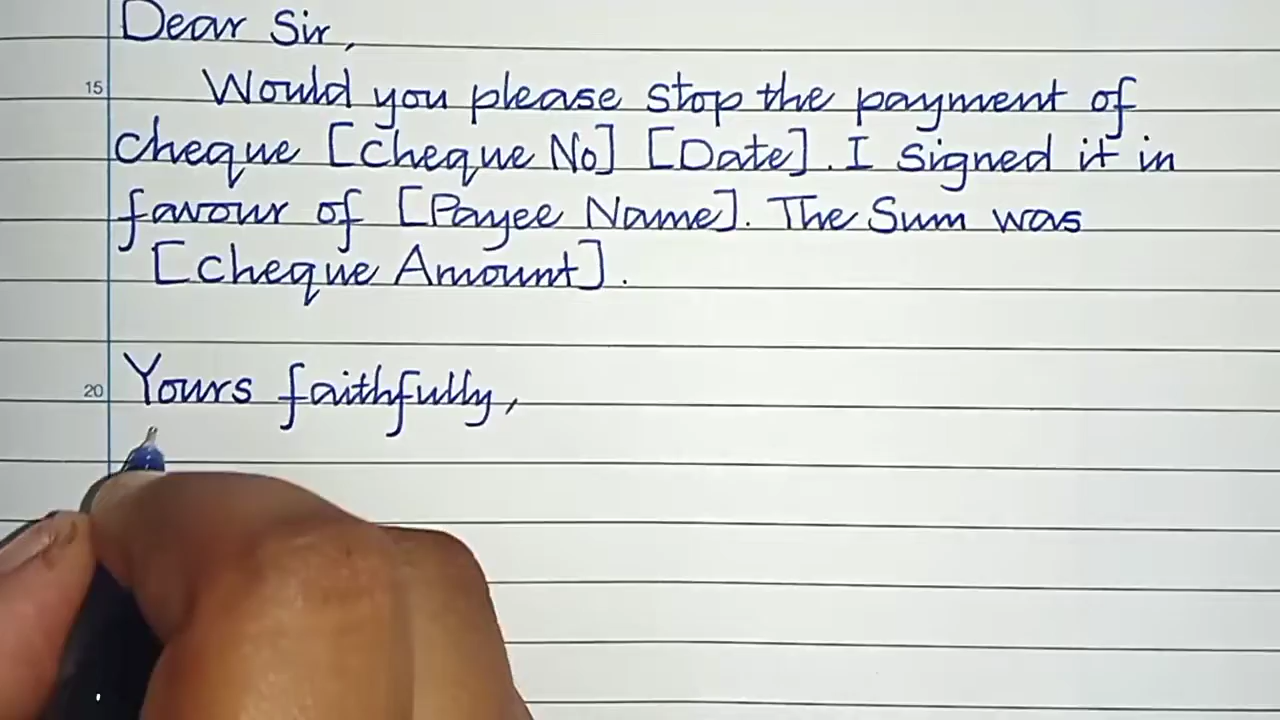 Dear Sir,
15 Would you please stop the payment of
cheque [cheque No] [Date]. I signed it in
favour of [Payee Name]. The Sum was
[cheque Amount].
20 Yours faithfully,